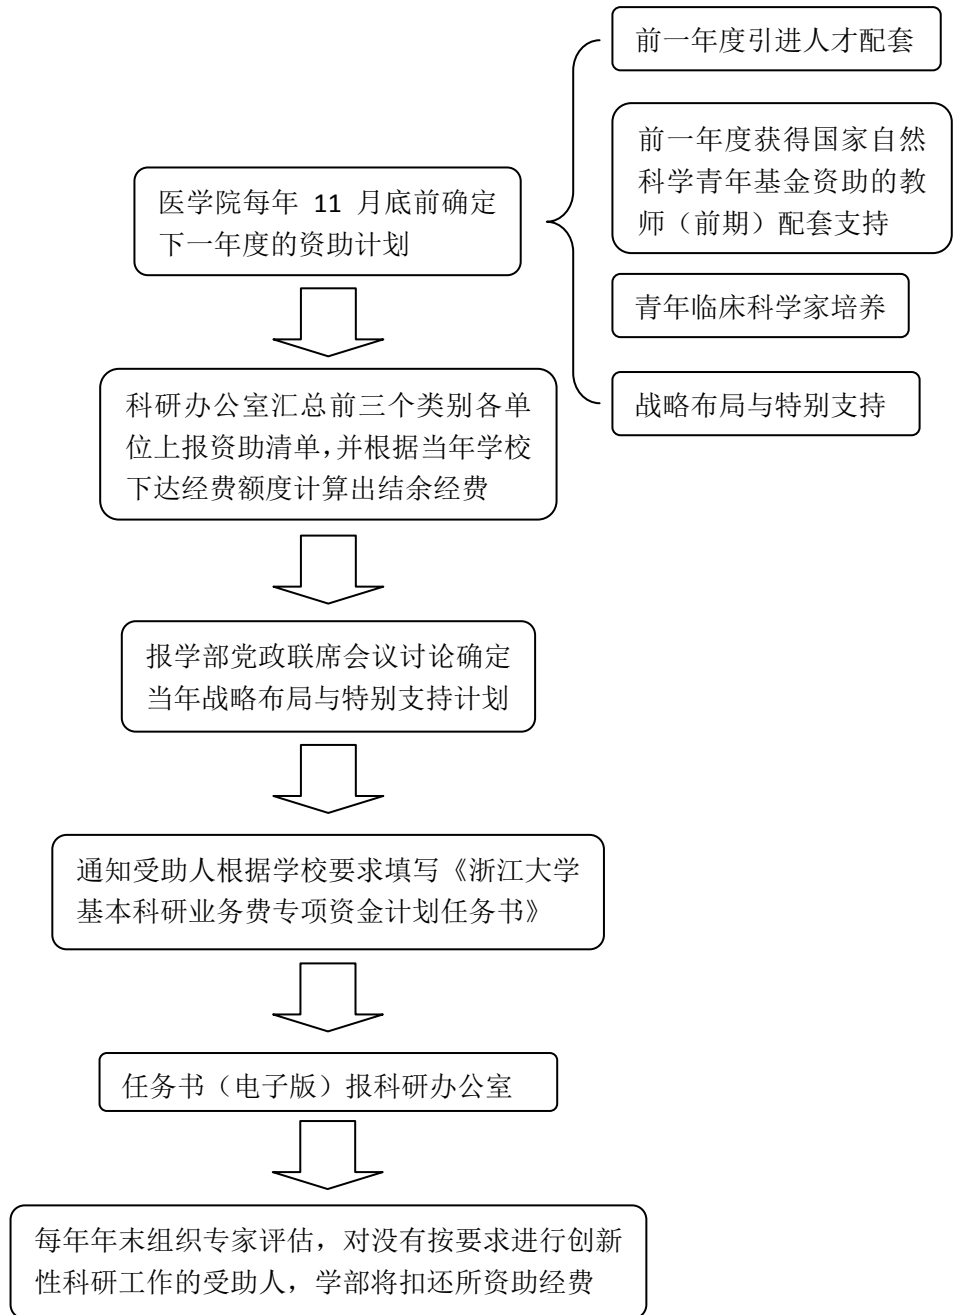 前一年度引进人才配套
前一年度获得国家自然
科学青年基金资助的教
师（前期）配套支持
医学院每年 11 月底前确定
下一年度的资助计划
青年临床科学家培养
战略布局与特别支持
科研办公室汇总前三个类别各单
位上报资助清单，并根据当年学校
下达经费额度计算出结余经费
报学部党政联席会议讨论确定
当年战略布局与特别支持计划
通知受助人根据学校要求填写《浙江大学
基本科研业务费专项资金计划任务书》
任务书（电子版）报科研办公室
每年年末组织专家评估，对没有按要求进行创新
性科研工作的受助人，学部将扣还所资助经费